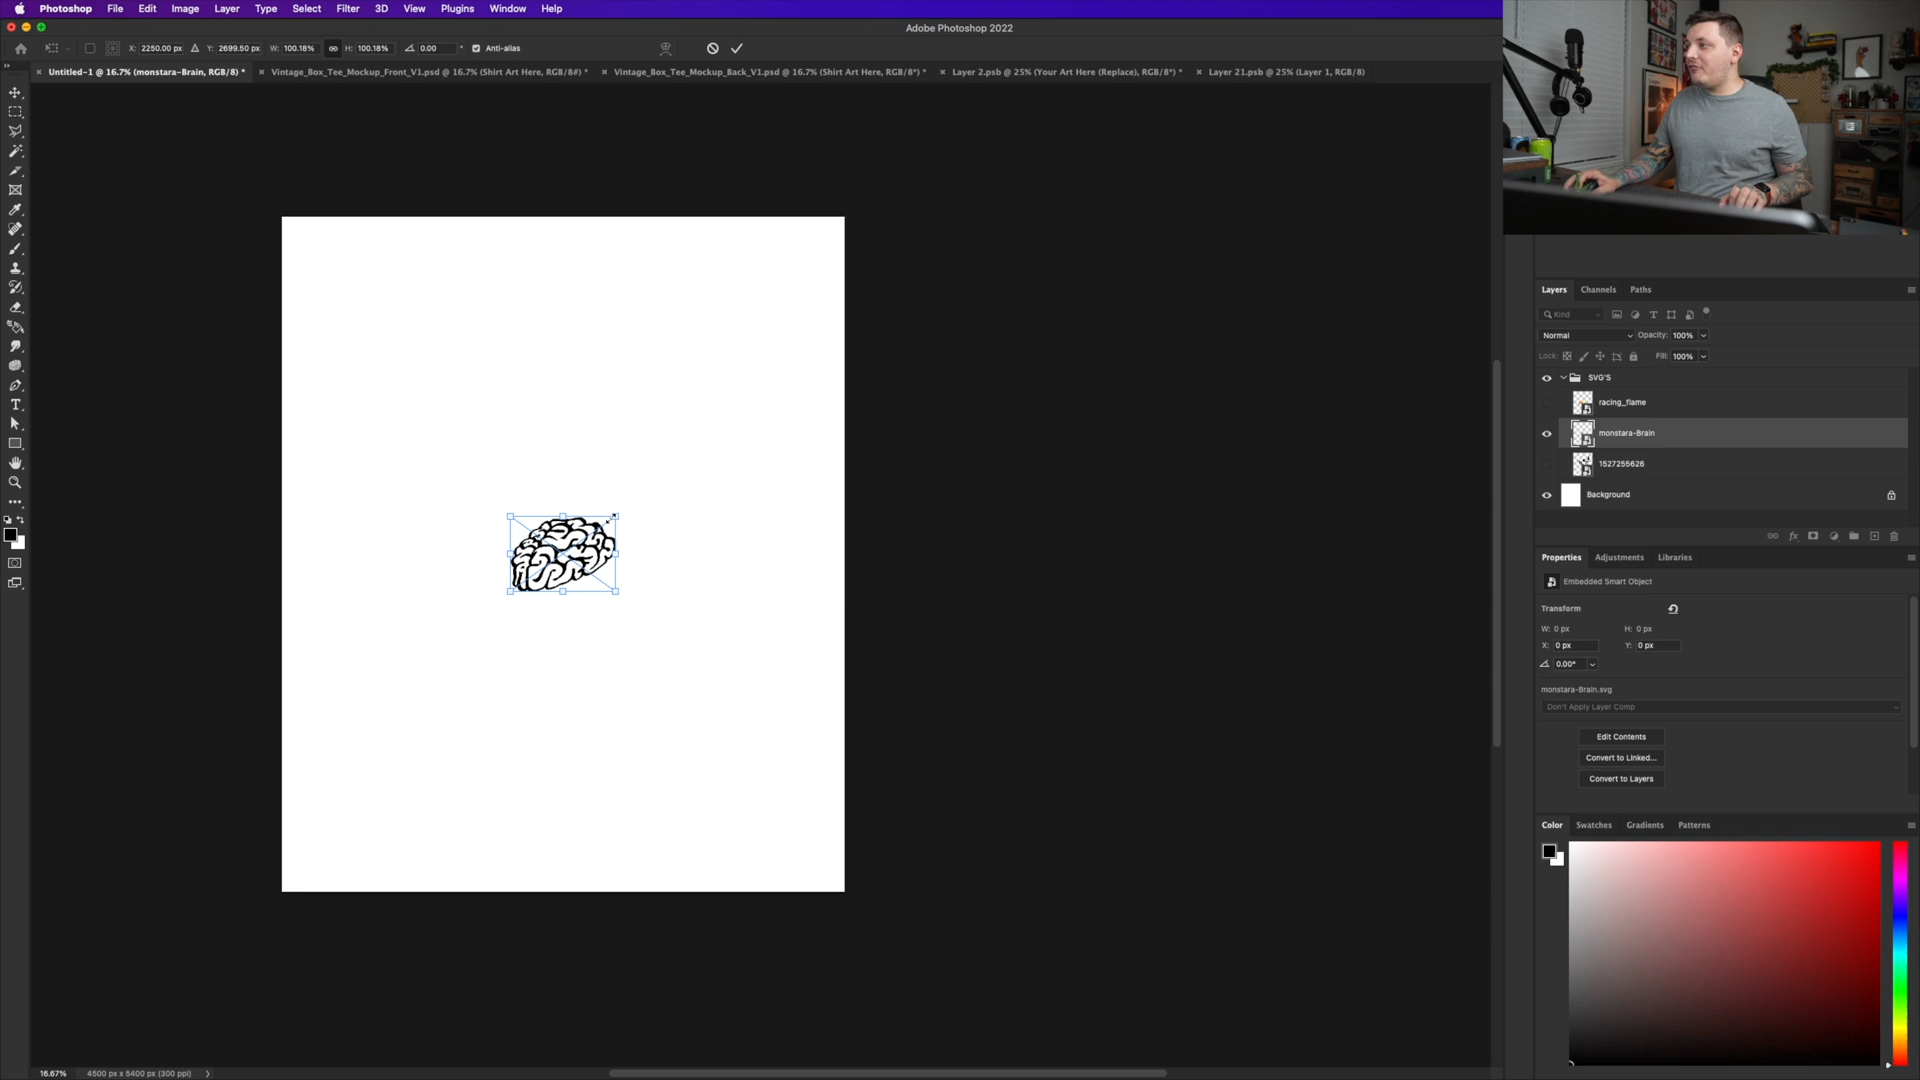 Photoshop File Edit Image Layer Type Select Filter 3D View Plugins Window Help
Adobe Photoshop 2022
X: 2250.00 px Y: 2699.50 px W: 100.18% H: 100.18% 0.00 ° Anti-alias
Untitled-1 @ 16.7% (monstara-Brain, RGB/8) * Vintage_Box_Tee_Mockup_Front_V1.psd @ 16.7% (Shirt Art Here, RGB/8#) * Vintage_Box_Tee_Mockup_Back_V1.psd @ 16.7% (Shirt Art Here, RGB/8*) * Layer 2.psb @ 25% (Your Art Here (Replace), RGB/8*) * Layer 21.psb @ 25% (Layer 1, RGB/8)
Layers Channels Paths
Kind
Normal Opacity: 100%
Lock: Fill: 100%
SVG'S
racing_flame
monstara-Brain
1527255626
Background
fx
Properties Adjustments Libraries
Embedded Smart Object
Transform
W: 0 px H: 0 px
X: 0 px Y: 0 px
0.00°
monstara-Brain.svg
Don't Apply Layer Comp
Edit Contents
Convert to Linked...
Convert to Layers
Color Swatches Gradients Patterns
16.67% 4500 px x 5400 px (300 ppi)